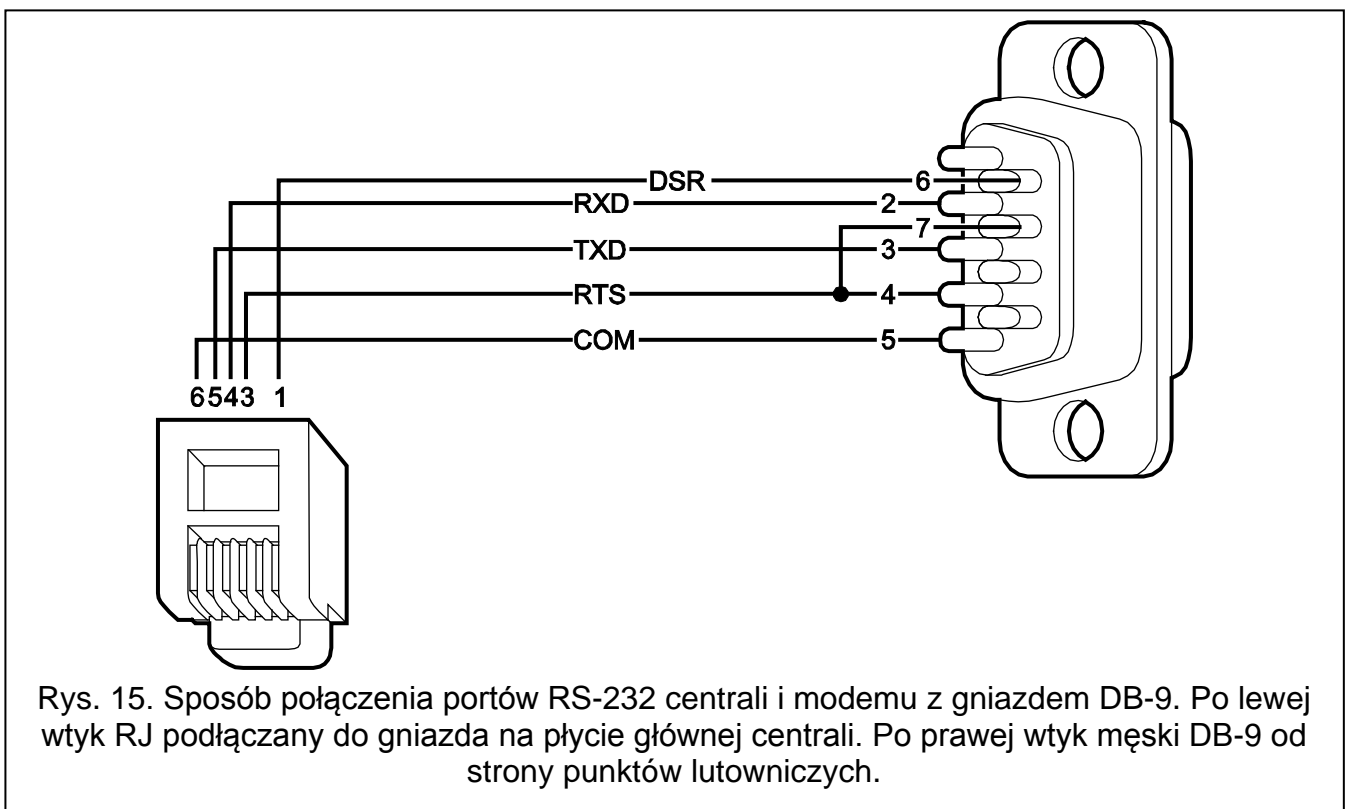 DSR 6
RXD 2
7
TXD 3
RTS 4
COM 5
6543 1
Rys. 15. Sposób połączenia portów RS-232 centrali i modemu z gniazdem DB-9. Po lewej
wtyk RJ podłączany do gniazda na płycie głównej centrali. Po prawej wtyk męski DB-9 od
strony punktów lutowniczych.